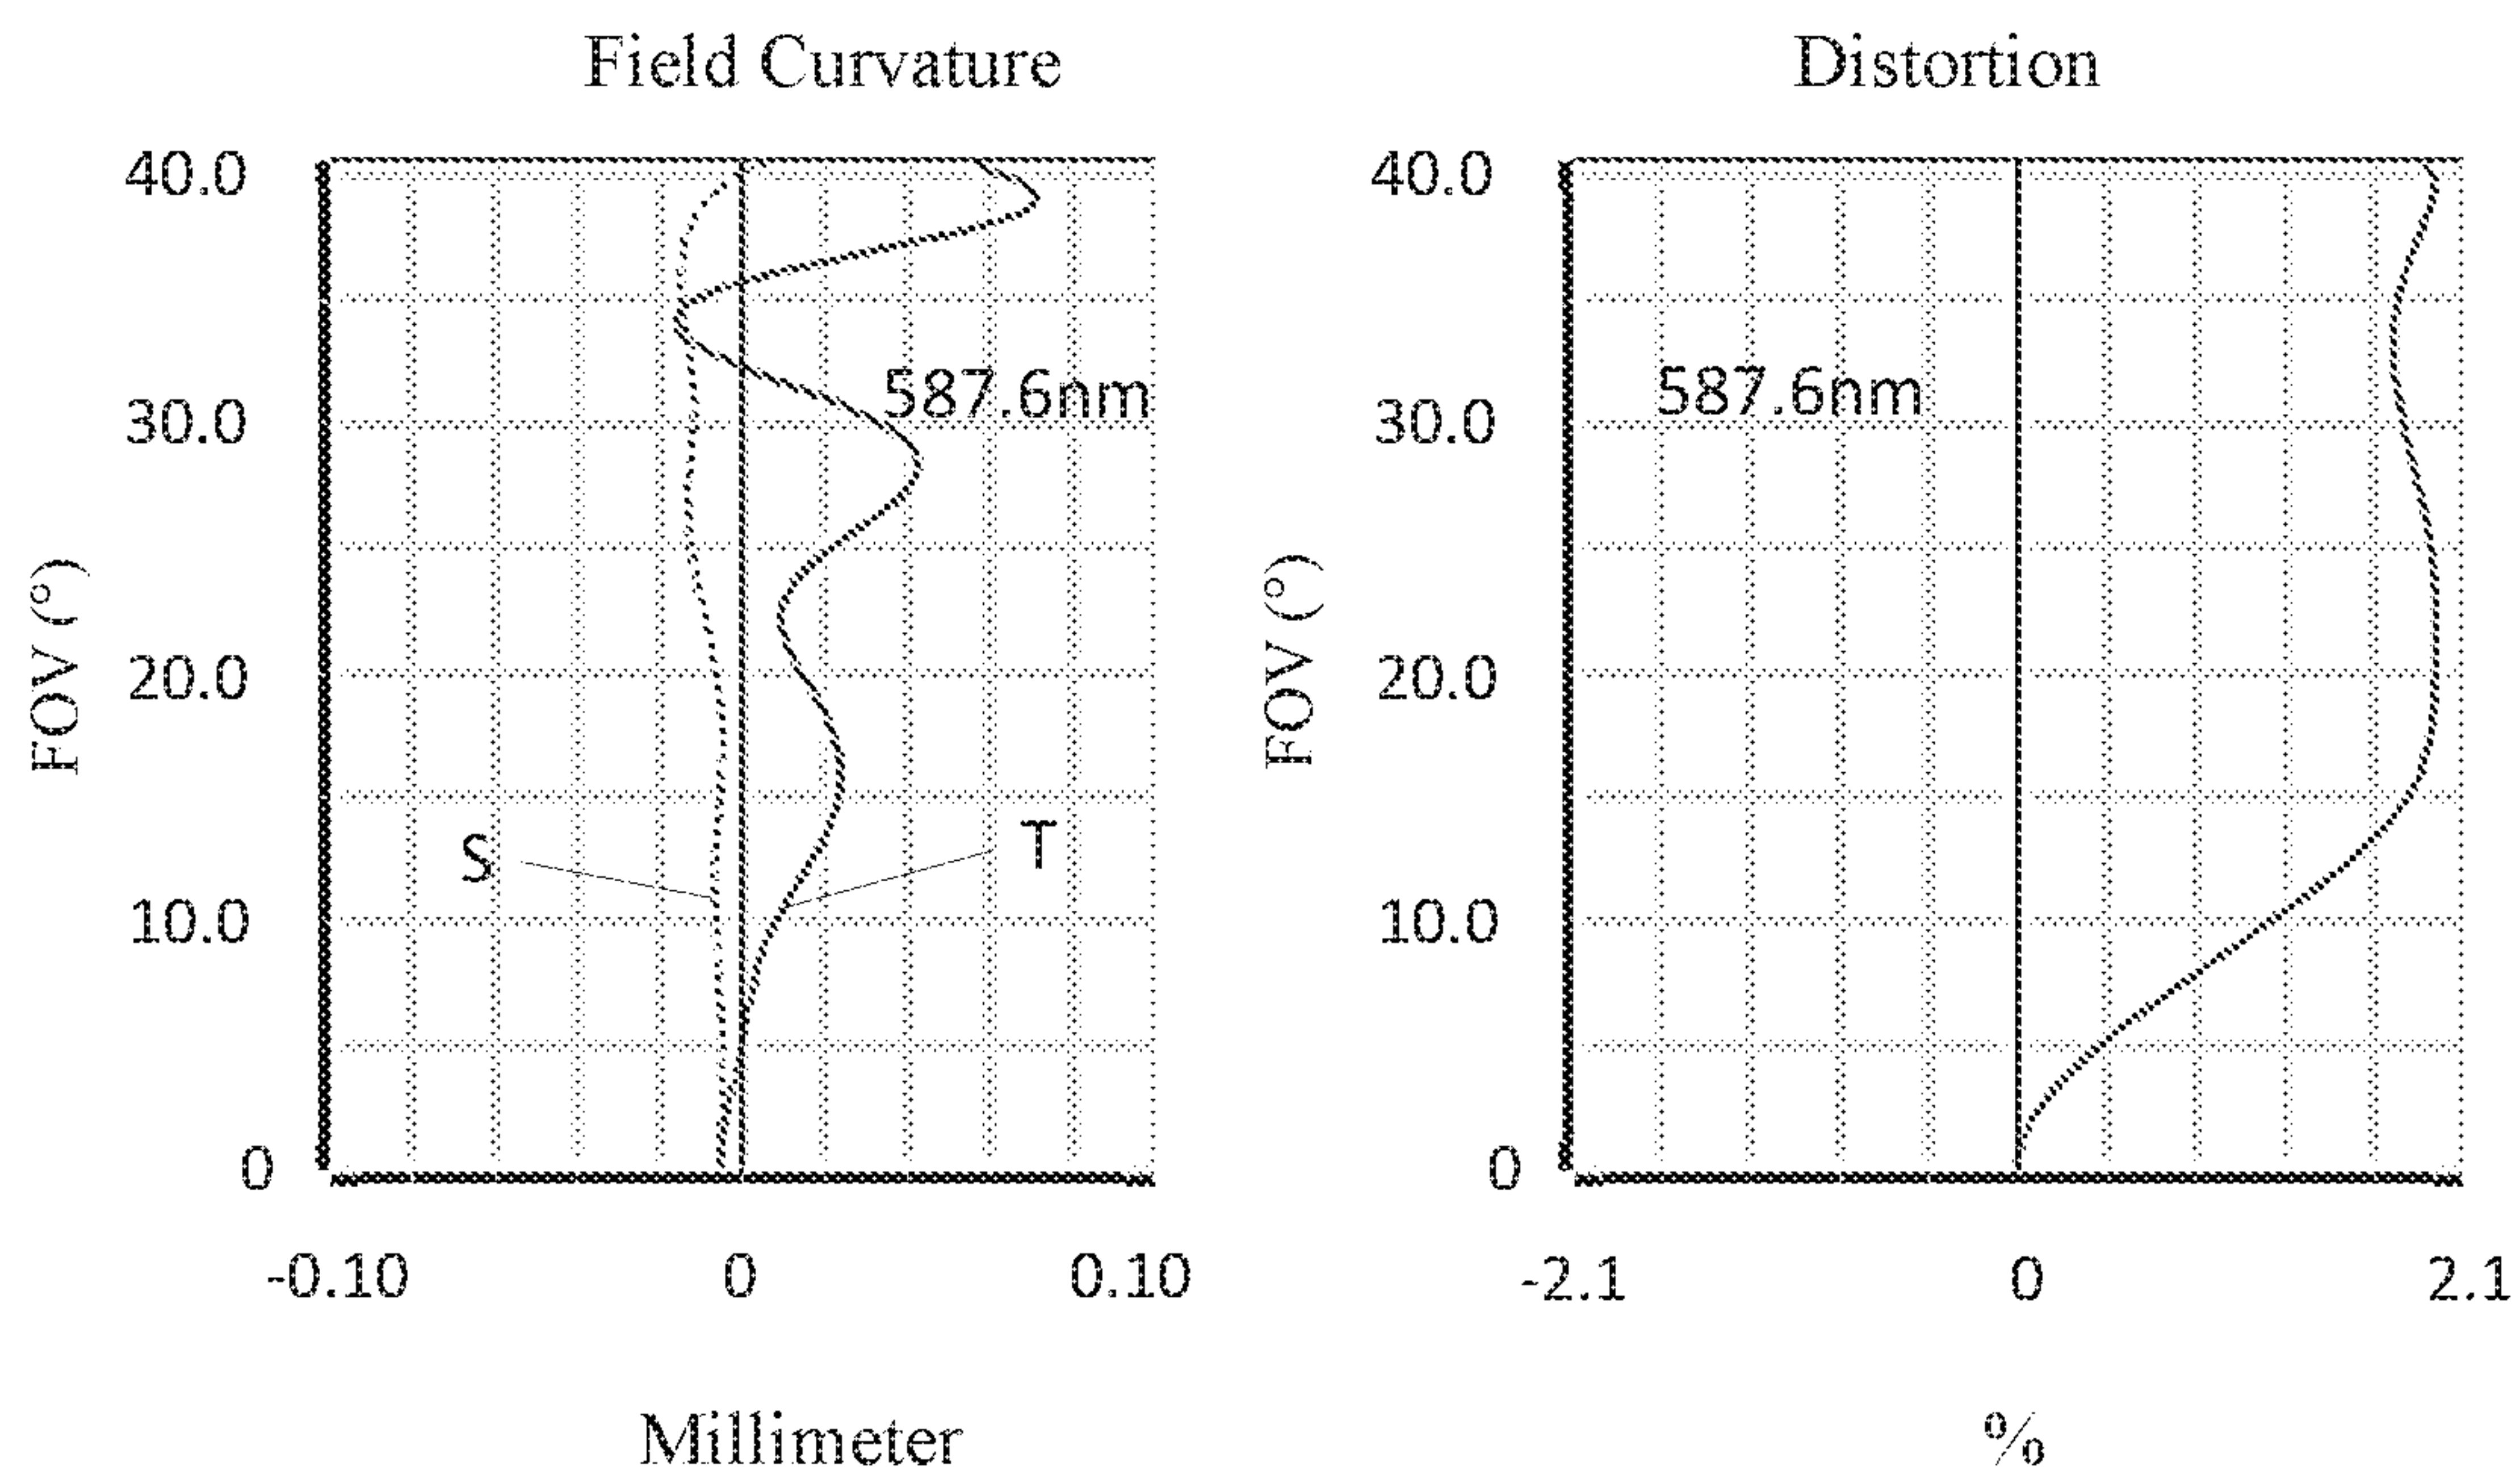 Field Curvature
40.0
30.0
20.0
10.0
0
FOV (°)
587.6nm
S
T
-0.10
0
0.10
Millimeter
Distortion
40.0
30.0
20.0
10.0
0
FOV (°)
587.6nm
-2.1
0
2.1
%